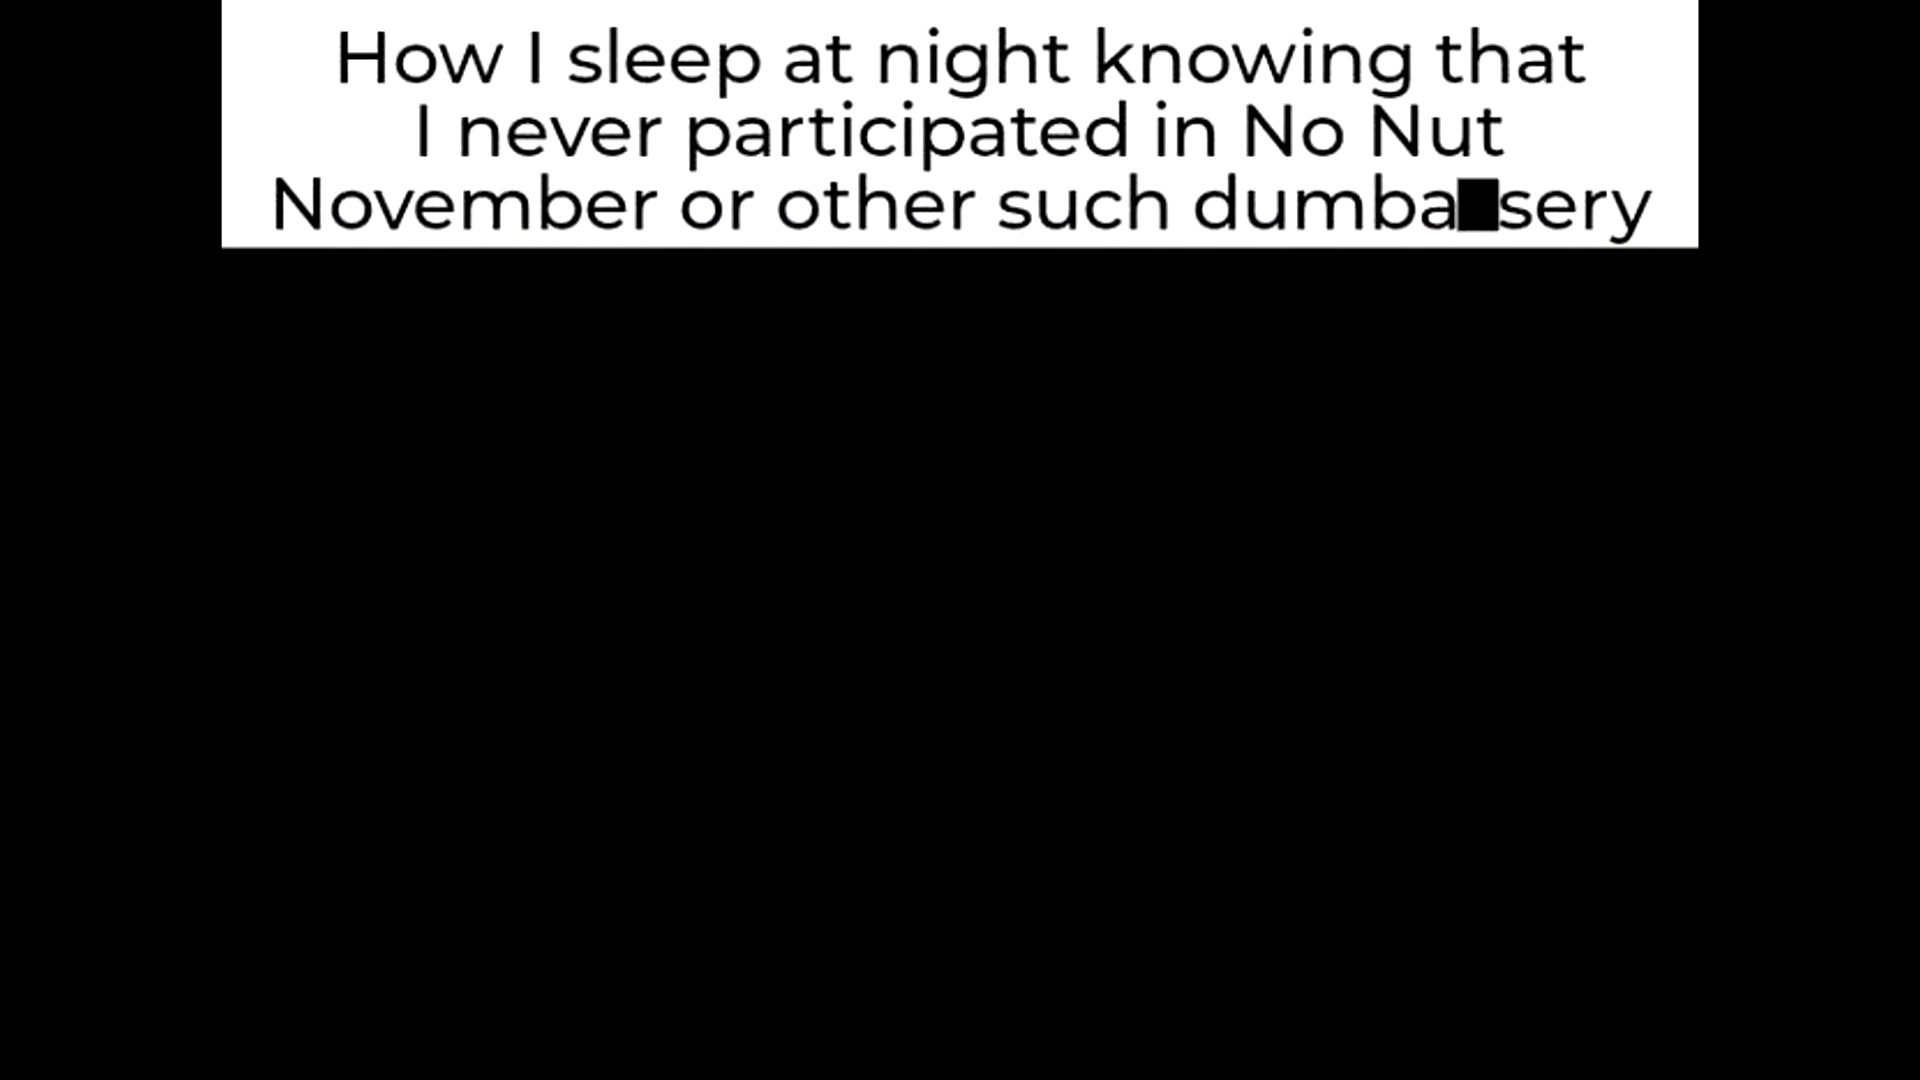 How I sleep at night knowing that
I never participated in No Nut
November or other such dumba■sery